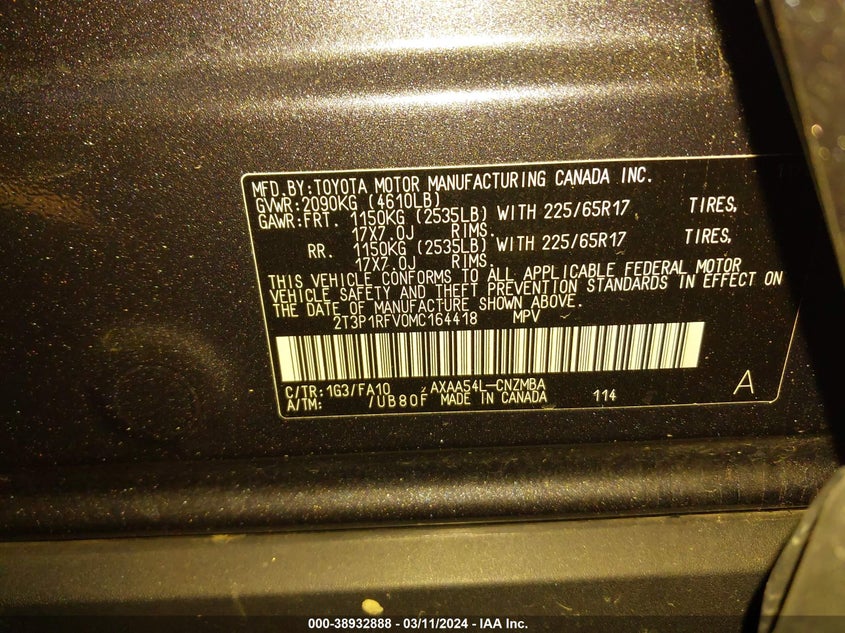 MFD.BY:TOYOTA MOTOR MANUFACTURING CANADA INC.
GVWR:2090KG (4610LB)
GAWR:FRT. 1150KG (2535LB) WITH 225/65R17 TIRES,
17X7.0J RIMS.
RR. 1150KG (2535LB) WITH 225/65R17 TIRES,
17X7.0J RIMS.
THIS VEHICLE CONFORMS TO ALL APPLICABLE FEDERAL MOTOR
VEHICLE SAFETY AND THEFT PREVENTION STANDARDS IN EFFECT ON
THE DATE OF MANUFACTURE SHOWN ABOVE.
2T3P1RFV0MC164418 MPV
C/TR:1G3/FA10 AXAA54L-CNZMBA
A/TM: /UB80F MADE IN CANADA 114 A
000-38932888 - 03/11/2024 - IAA Inc.